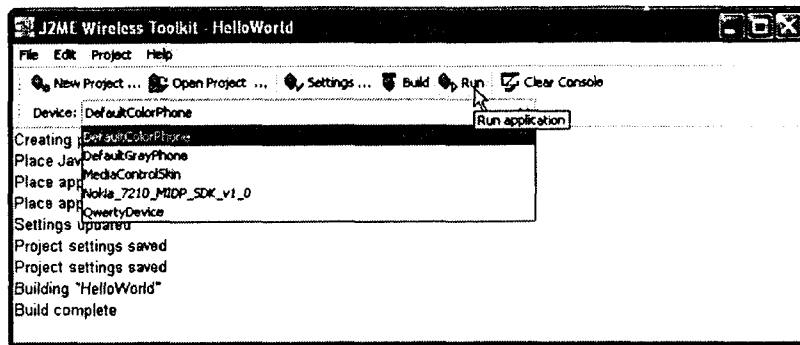 J2ME Wireless Toolkit - HelloWorld
File Edit Project Help
New Project ... Open Project ... Settings ... Build Run Clear Console
Device: DefaultColorPhone
Run application
DefaultColorPhone
DefaultGrayPhone
MediaControlSkin
Nokia_7210_MIDP_SDK_v1_0
QwertyDevice
Creating
Place Jav
Place app
Place app
Settings updated
Project settings saved
Project settings saved
Building "HelloWorld"
Build complete